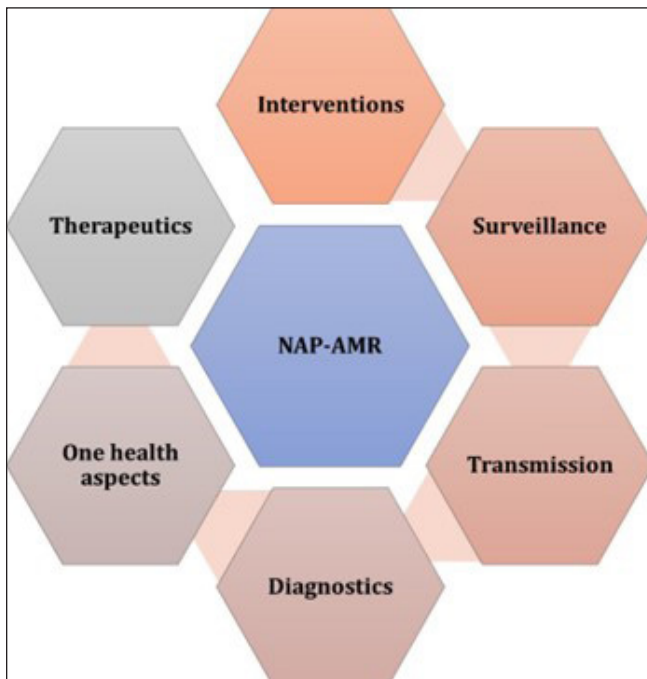 Interventions
Surveillance
Transmission
Diagnostics
One health
aspects
Therapeutics
NAP-AMR